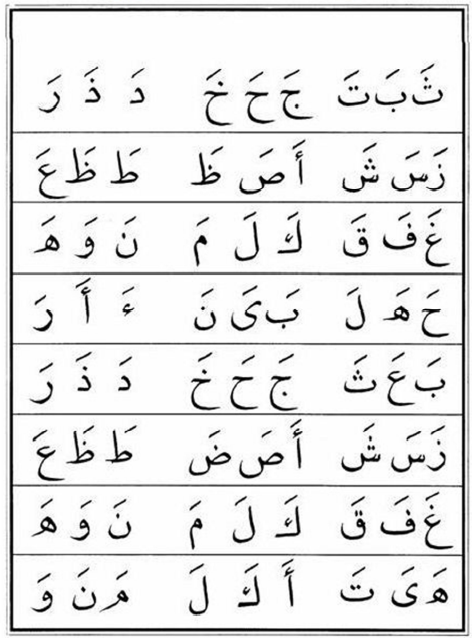 ثَ بَ تَ جَ حَ خَ دَ ذَ رَ
زَ سَ شَ أَ صَ ظَ طَ ظَ عَ
غَ فَ قَ كَ لَ مَ نَ وَ هَ
حَ هَ لَ بَ ىَ نَ ءَ أَ رَ
بَ عَ ثَ جَ حَ خَ دَ ذَ رَ
زَ سَ شَ أَ صَ ضَ طَ ظَ عَ
غَ فَ قَ كَ لَ مَ نَ وَ هَ
هَ ىَ تَ أَ كَ لَ مَ نَ وَ